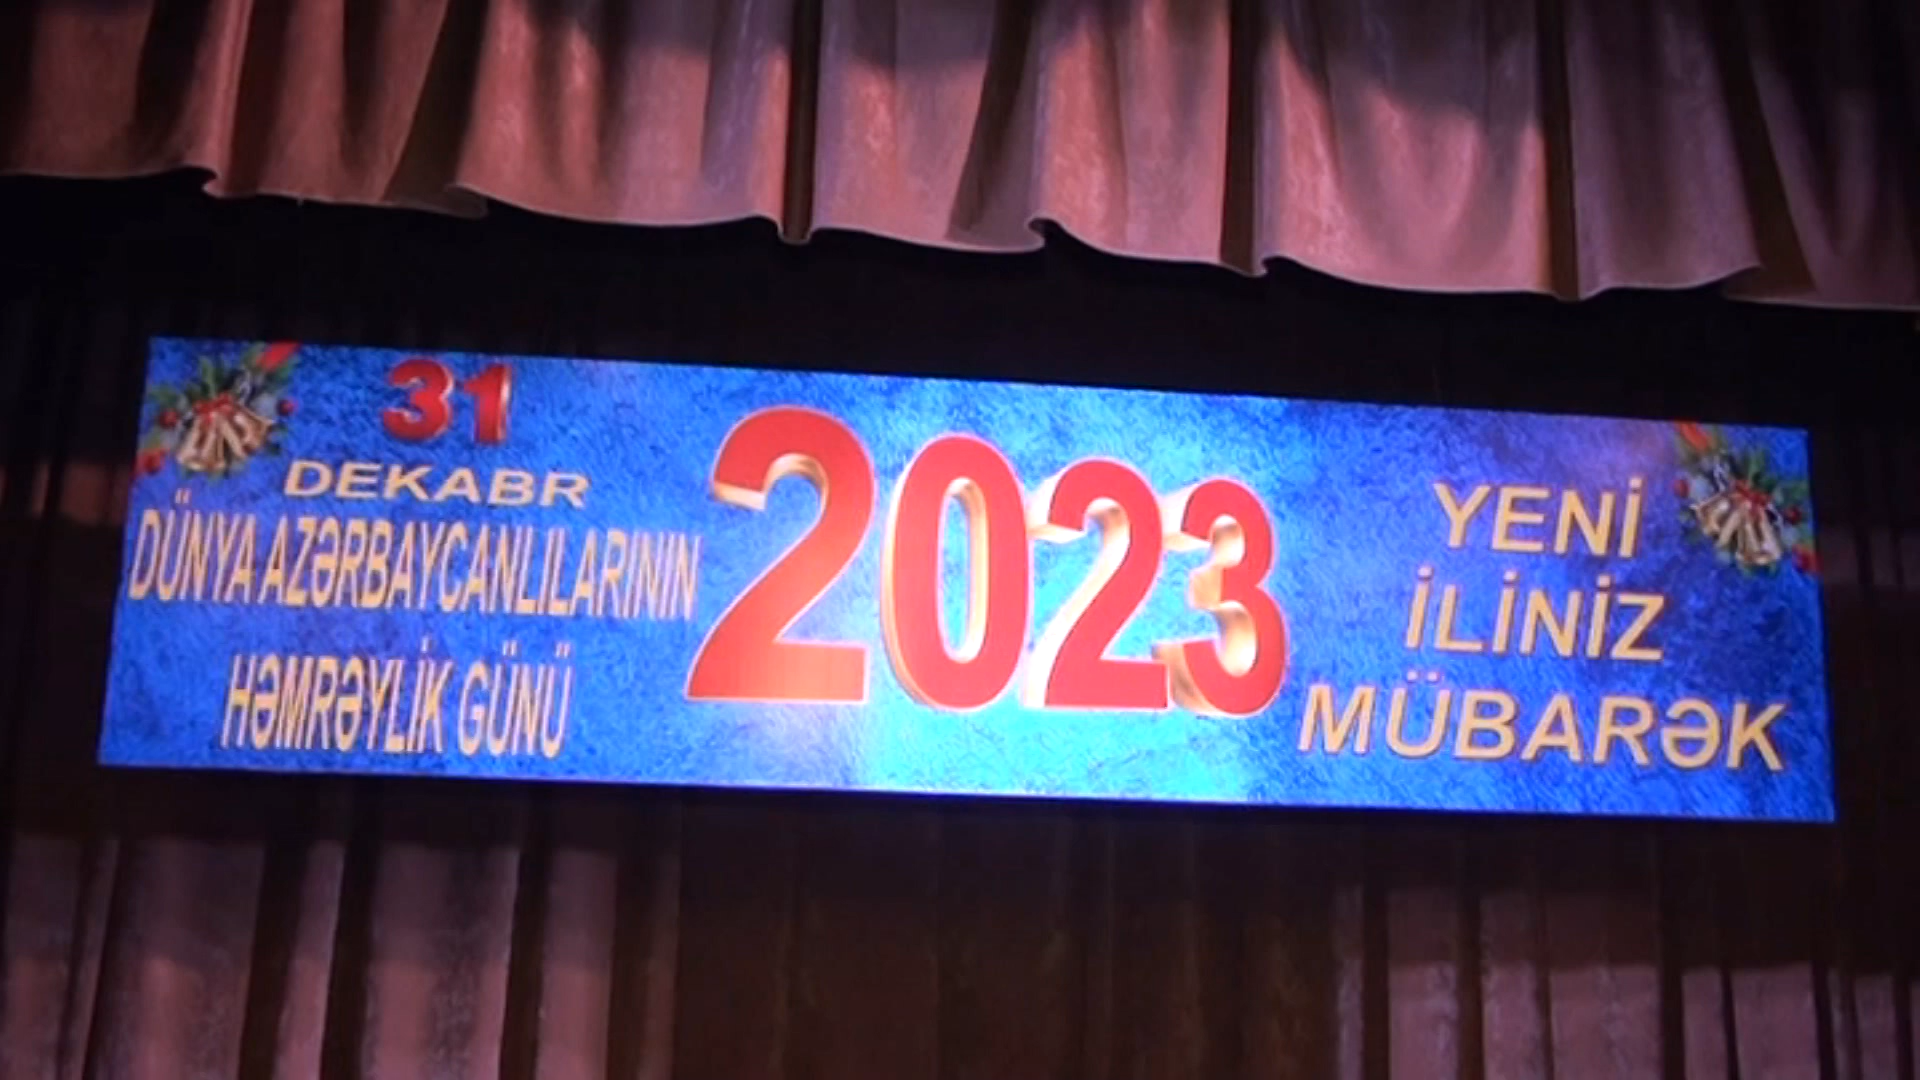 31
DEKABR
DÜNYA AZƏRBAYCANLILARININ
HƏMRƏYLİK GÜNÜ
2023
YENİ
İLİNİZ
MÜBARƏK